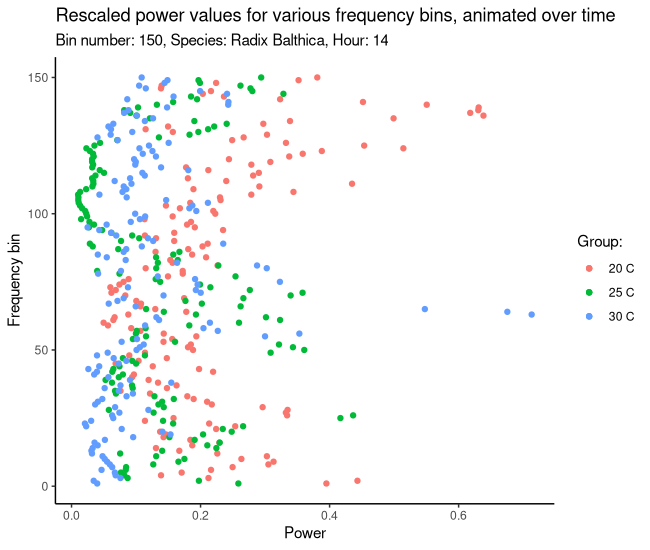 Rescaled power values for various frequency bins, animated over time
Bin number: 150, Species: Radix Balthica, Hour: 14
150
100
50
0
Frequency bin
0.0
0.2
0.4
0.6
Power
Group:
20 C
25 C
30 C